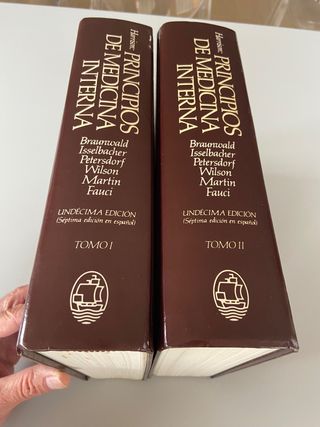 Harrison:
PRINCIPIOS
DE MEDICINA
INTERNA
Braunwald
Isselbacher
Petersdorf
Wilson
Martin
Fauci
UNDÉCIMA EDICIÓN
(Séptima edición en español)
TOMO I
Harrison:
PRINCIPIOS
DE MEDICINA
INTERNA
Braunwald
Isselbacher
Petersdorf
Wilson
Martin
Fauci
UNDÉCIMA EDICIÓN
(Séptima edición en español)
TOMO II